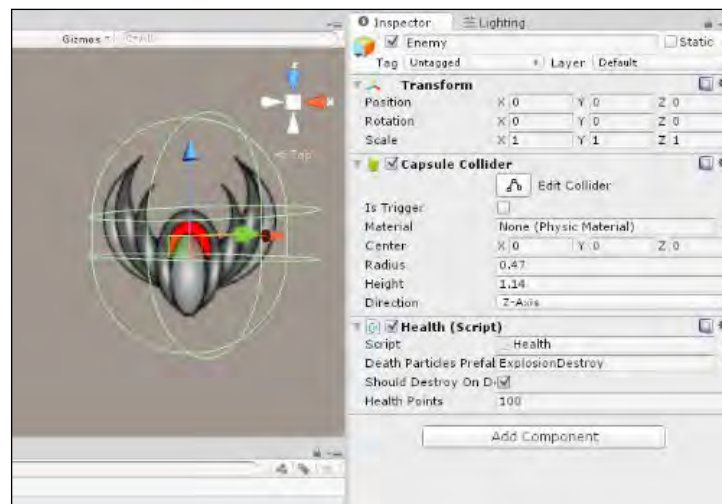 Inspector
Lighting
Gizmos
All
Enemy
Static
Tag Untagged
Layer Default
z
x
Top
Transform
Position X 0 Y 0 Z 0
Rotation X 0 Y 0 Z 0
Scale X 1 Y 1 Z 1
Capsule Collider
Edit Collider
Is Trigger
Material None (Physic Material)
Center X 0 Y 0 Z 0
Radius 0.47
Height 1.14
Direction Z-Axis
Health (Script)
Script Health
Death Particles Prefal ExplosionDestroy
Should Destroy On D
Health Points 100
Add Component